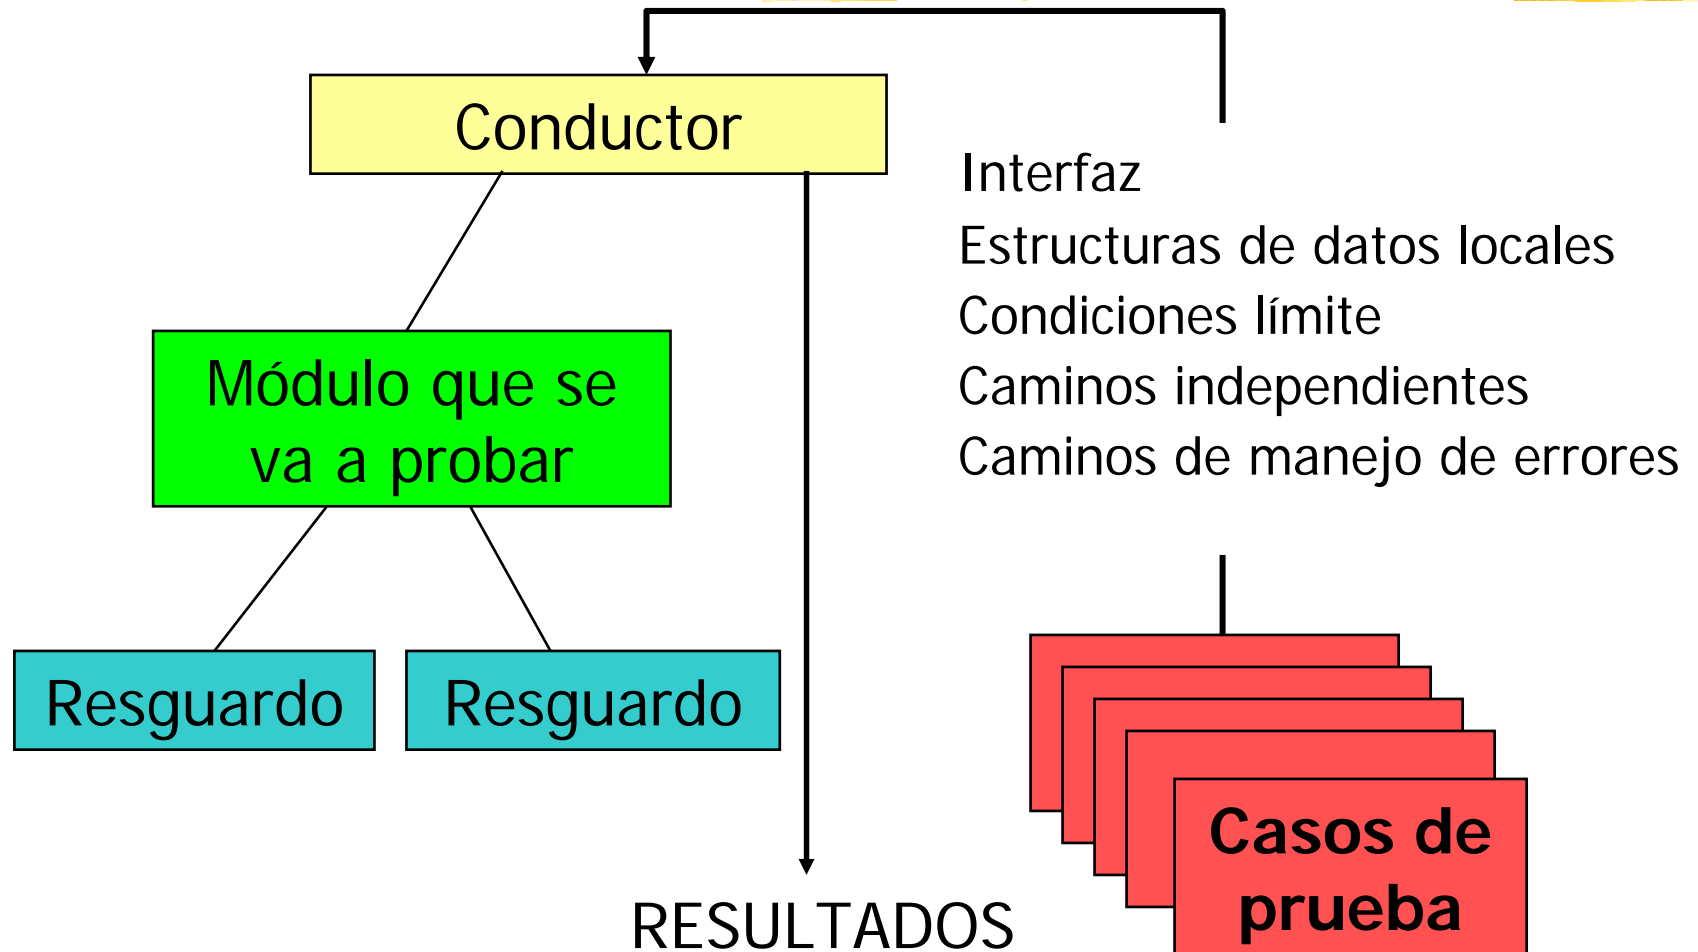 Conductor
Interfaz
Estructuras de datos locales
Condiciones límite
Caminos independientes
Caminos de manejo de errores
Módulo que se
va a probar
Resguardo
Resguardo
Casos de
prueba
RESULTADOS